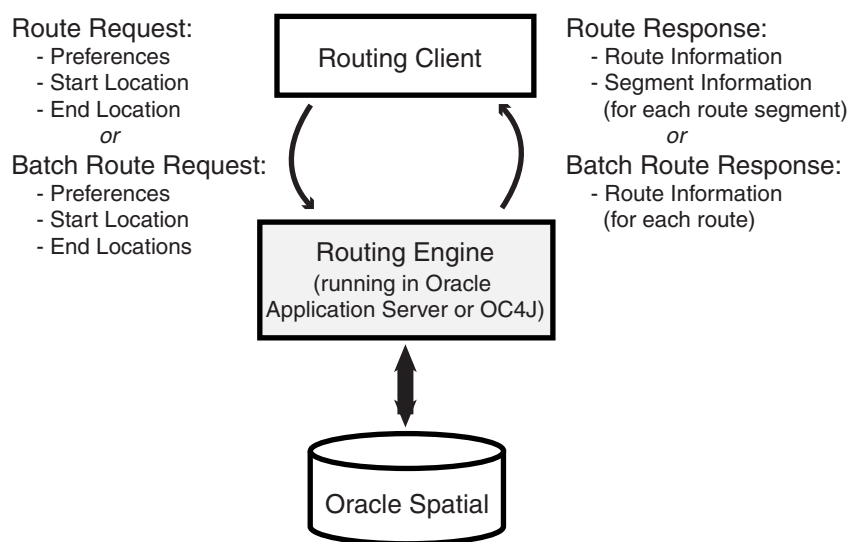 Route Request:
- Preferences
- Start Location
- End Location
or
Batch Route Request:
- Preferences
- Start Location
- End Locations
Routing Client
Route Response:
- Route Information
- Segment Information
(for each route segment)
or
Batch Route Response:
- Route Information
(for each route)
Routing Engine
(running in Oracle
Application Server or OC4J)
Oracle Spatial